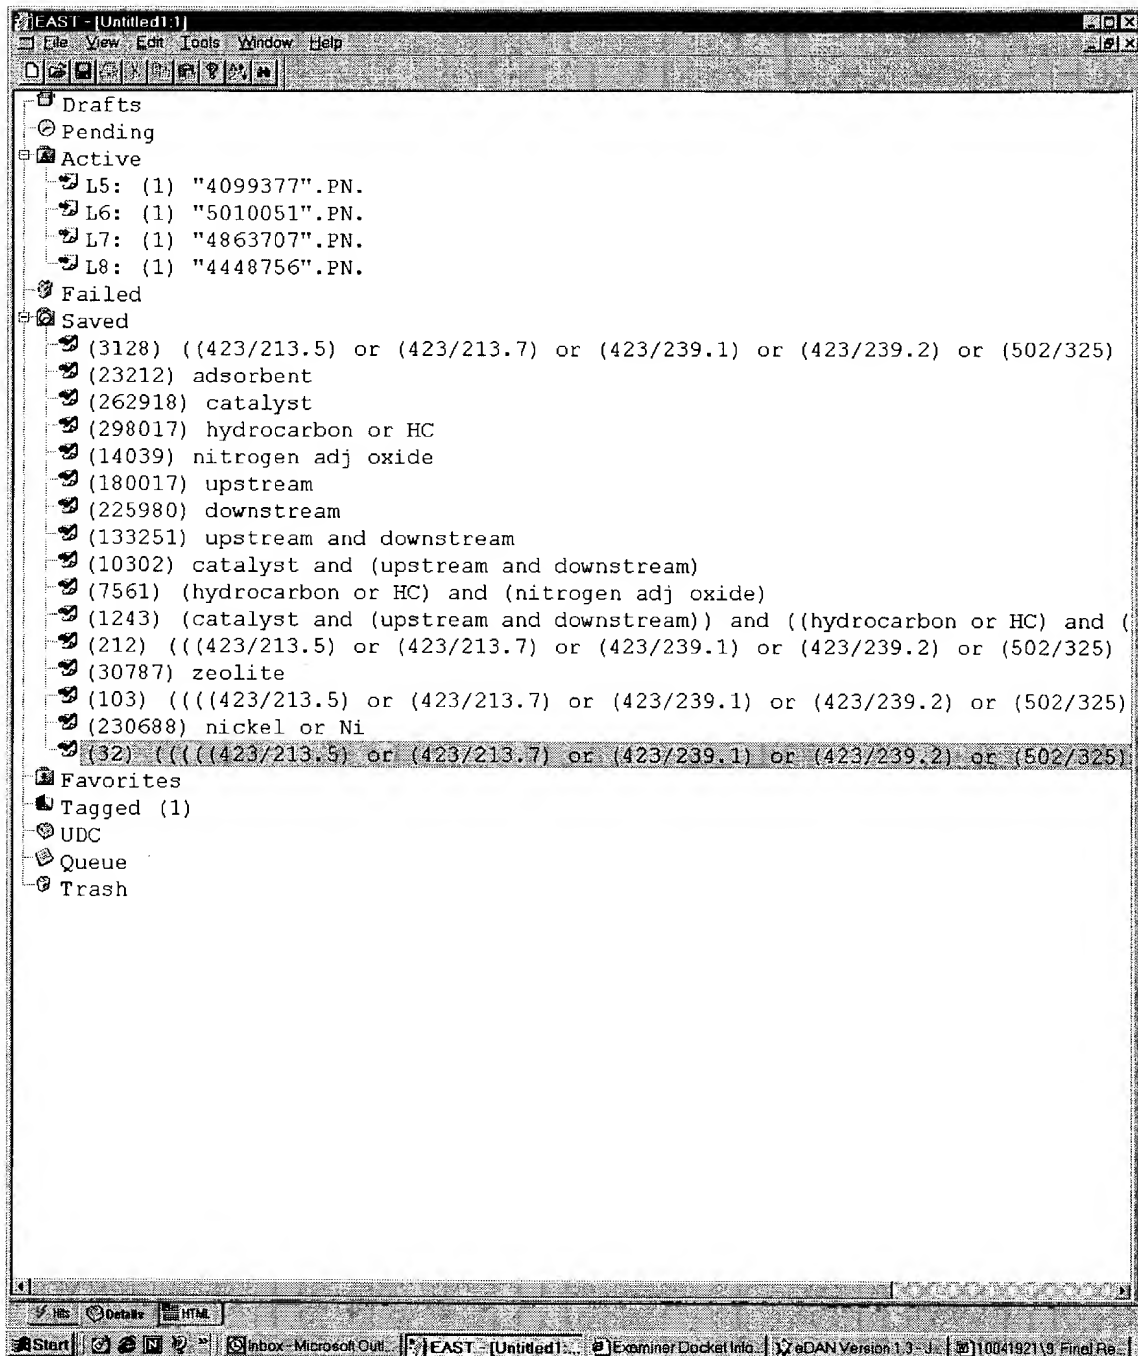 EAST - [Untitled1:1]
File View Edit Tools Window Help
Drafts
Pending
Active
L5: (1) "4099377".PN.
L6: (1) "5010051".PN.
L7: (1) "4863707".PN.
L8: (1) "4448756".PN.
Failed
Saved
(3128) ((423/213.5) or (423/213.7) or (423/239.1) or (423/239.2) or (502/325)
(23212) adsorbent
(262918) catalyst
(298017) hydrocarbon or HC
(14039) nitrogen adj oxide
(180017) upstream
(225980) downstream
(133251) upstream and downstream
(10302) catalyst and (upstream and downstream)
(7561) (hydrocarbon or HC) and (nitrogen adj oxide)
(1243) (catalyst and (upstream and downstream)) and ((hydrocarbon or HC) and (
(212) (((423/213.5) or (423/213.7) or (423/239.1) or (423/239.2) or (502/325)
(30787) zeolite
(103) ((((423/213.5) or (423/213.7) or (423/239.1) or (423/239.2) or (502/325)
(230688) nickel or Ni
(32) (((((423/213.5) or (423/213.7) or (423/239.1) or (423/239.2) or (502/325)
Favorites
Tagged (1)
UDC
Queue
Trash
Hits Details HTML
Start Inbox - Microsoft Outl... EAST - [Untitled1:... Examiner Docket Info... eDAN Version 1.3 - J... 10041921\9. Final Re...